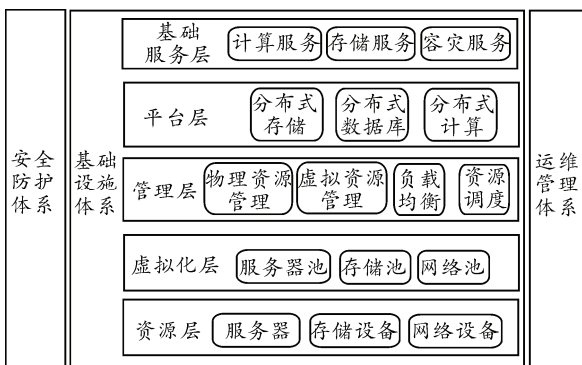 安全
防护
体系
基础
设施
体系
基础
服务层
计算服务
存储服务
容灾服务
平台层
分布式
存储
分布式
数据库
分布式
计算
管理层
物理资源
管理
虚拟资源
管理
负载
均衡
资源
调度
虚拟化层
服务器池
存储池
网络池
资源层
服务器
存储设备
网络设备
运维
管理
体系